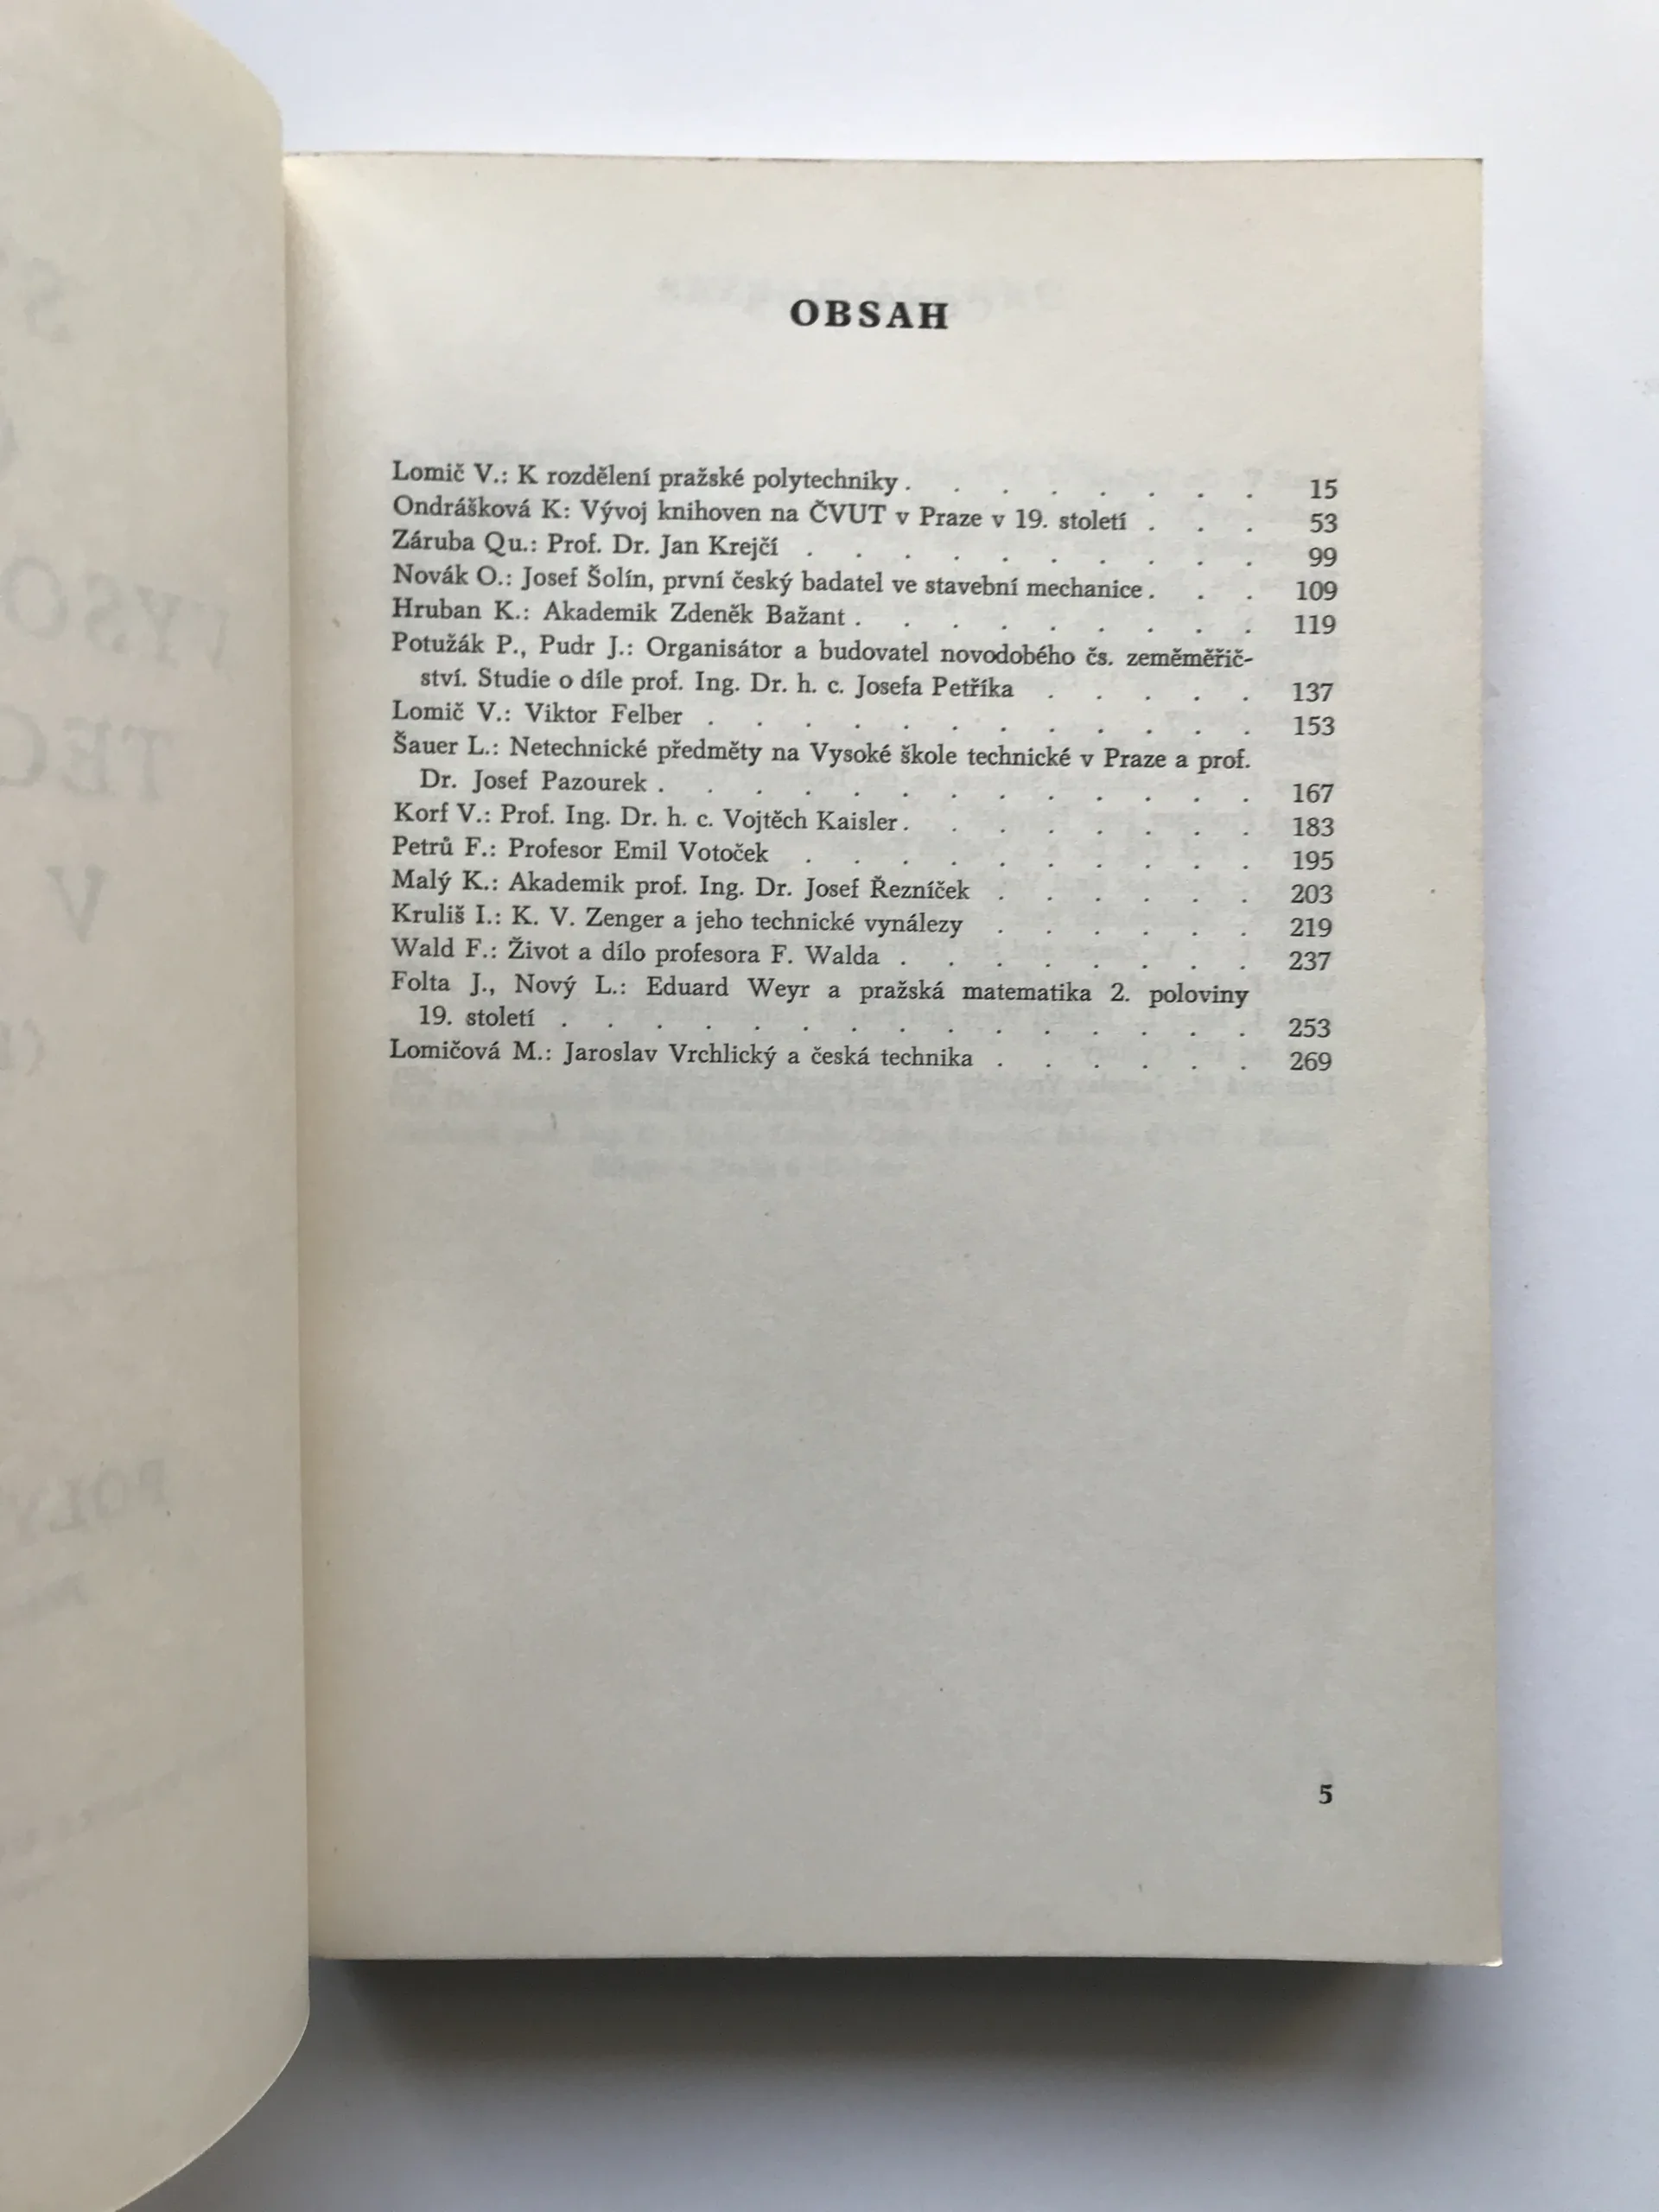 OBSAH
Lomič V.: K rozdělení pražské polytechniky . . . . . . . . 15
Ondrášková K: Vývoj knihoven na ČVUT v Praze v 19. století . . . 53
Záruba Qu.: Prof. Dr. Jan Krejčí . . . . . . . . . . 99
Novák O.: Josef Šolín, první český badatel ve stavební mechanice . . . 109
Hruban K.: Akademik Zdeněk Bažant . . . . . . . . . 119
Potužák P., Pudr J.: Organisátor a budovatel novodobého čs. zeměměřič-
ství. Studie o díle prof. Ing. Dr. h. c. Josefa Petříka . . . . . 137
Lomič V.: Viktor Felber . . . . . . . . . . . . 153
Šauer L.: Netechnické předměty na Vysoké škole technické v Praze a prof.
Dr. Josef Pazourek . . . . . . . . . . . . . 167
Korf V.: Prof. Ing. Dr. h. c. Vojtěch Kaisler . . . . . . . . 183
Petrů F.: Profesor Emil Votoček . . . . . . . . . . 195
Malý K.: Akademik prof. Ing. Dr. Josef Řezníček . . . . . . 203
Kruliš I.: K. V. Zenger a jeho technické vynálezy . . . . . . 219
Wald F.: Život a dílo profesora F. Walda . . . . . . . . 237
Folta J., Nový L.: Eduard Weyr a pražská matematika 2. poloviny
19. století . . . . . . . . . . . . . . . 253
Lomičová M.: Jaroslav Vrchlický a česká technika . . . . . . 269
5